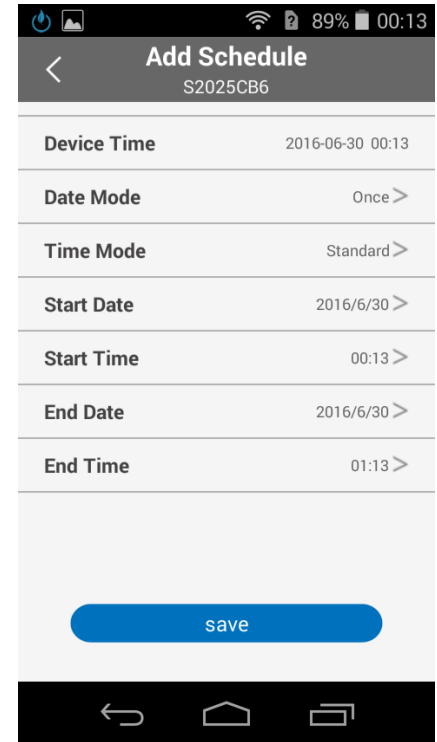 89% 00:13
Add Schedule
S2025CB6
Device Time 2016-06-30 00:13
Date Mode Once >
Time Mode Standard >
Start Date 2016/6/30 >
Start Time 00:13 >
End Date 2016/6/30 >
End Time 01:13 >
save